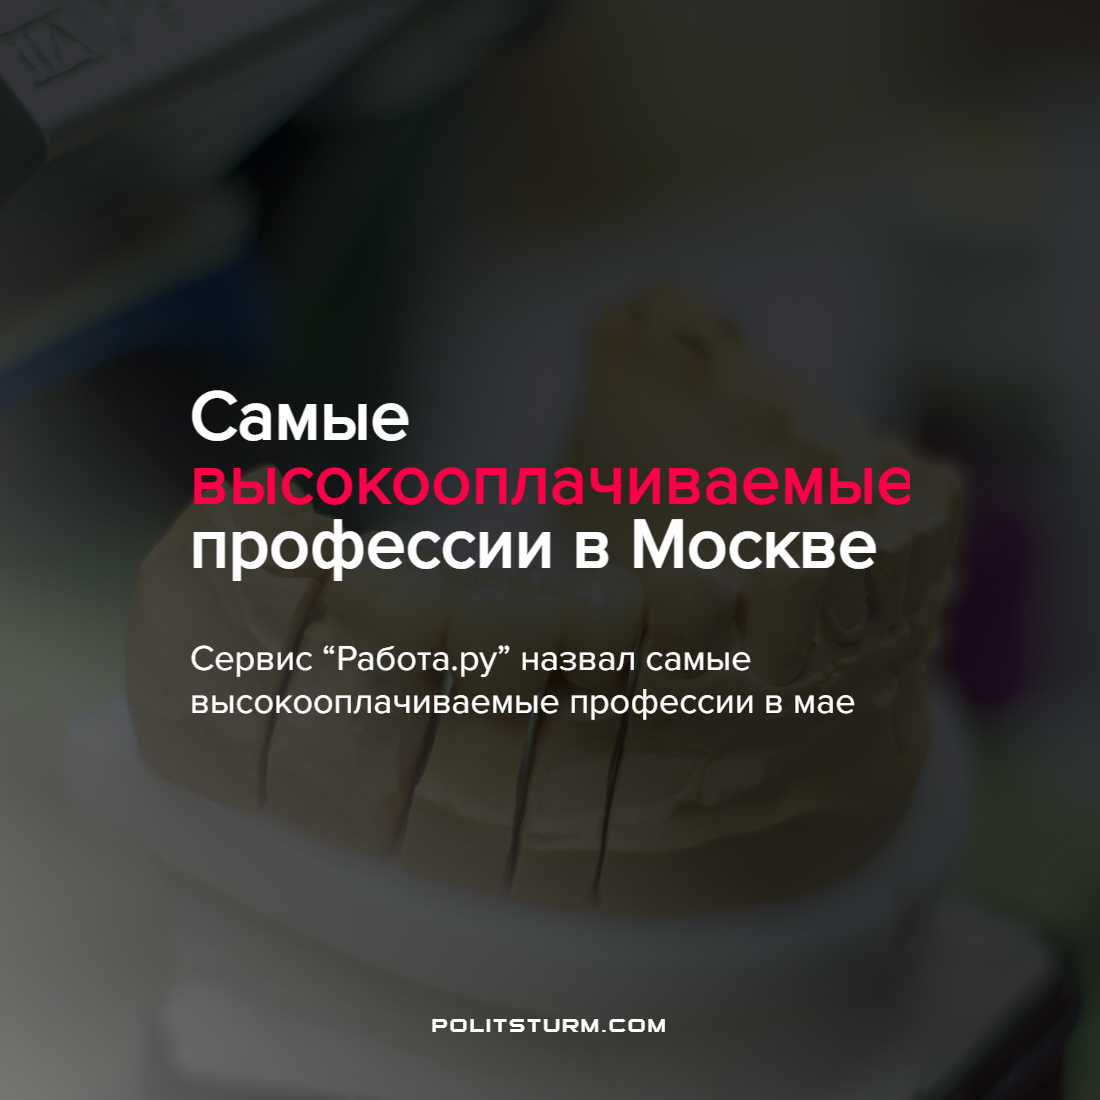 Самые
высокооплачиваемые
профессии в Москве
Сервис “Работа.ру” назвал самые
высокооплачиваемые профессии в мае
POLITSTURM.COM